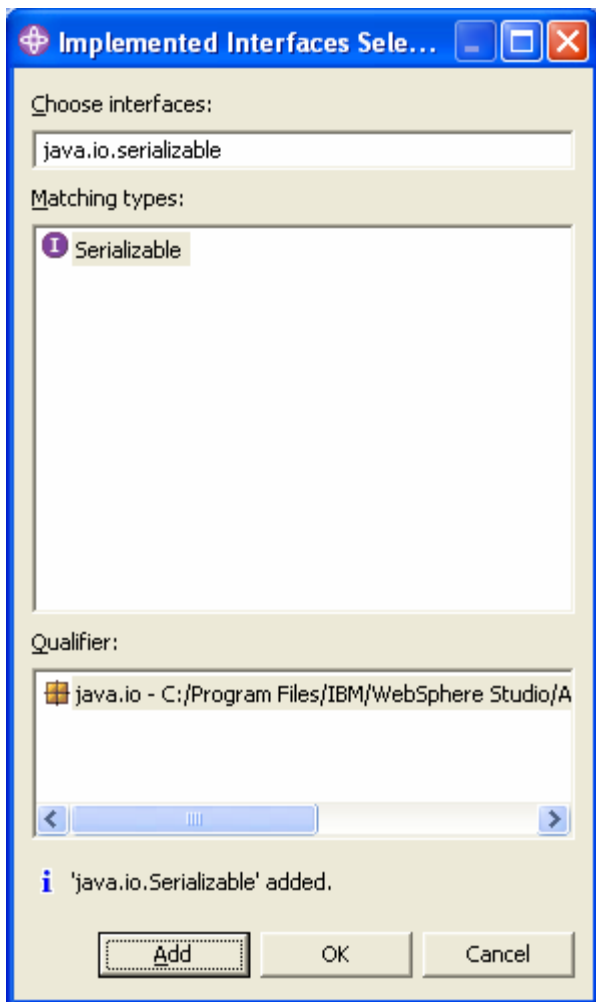 Implemented Interfaces Sele...
Choose interfaces:
java.io.serializable
Matching types:
I Serializable
Qualifier:
java.io - C:/Program Files/IBM/WebSphere Studio/A
i 'java.io.Serializable' added.
Add OK Cancel